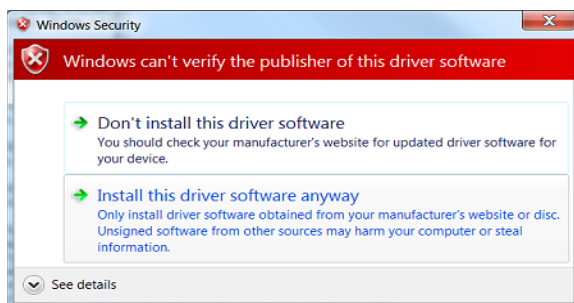 Windows Security
Windows can't verify the publisher of this driver software
Don't install this driver software
You should check your manufacturer's website for updated driver software for
your device.
Install this driver software anyway
Only install driver software obtained from your manufacturer's website or disc.
Unsigned software from other sources may harm your computer or steal
information.
See details